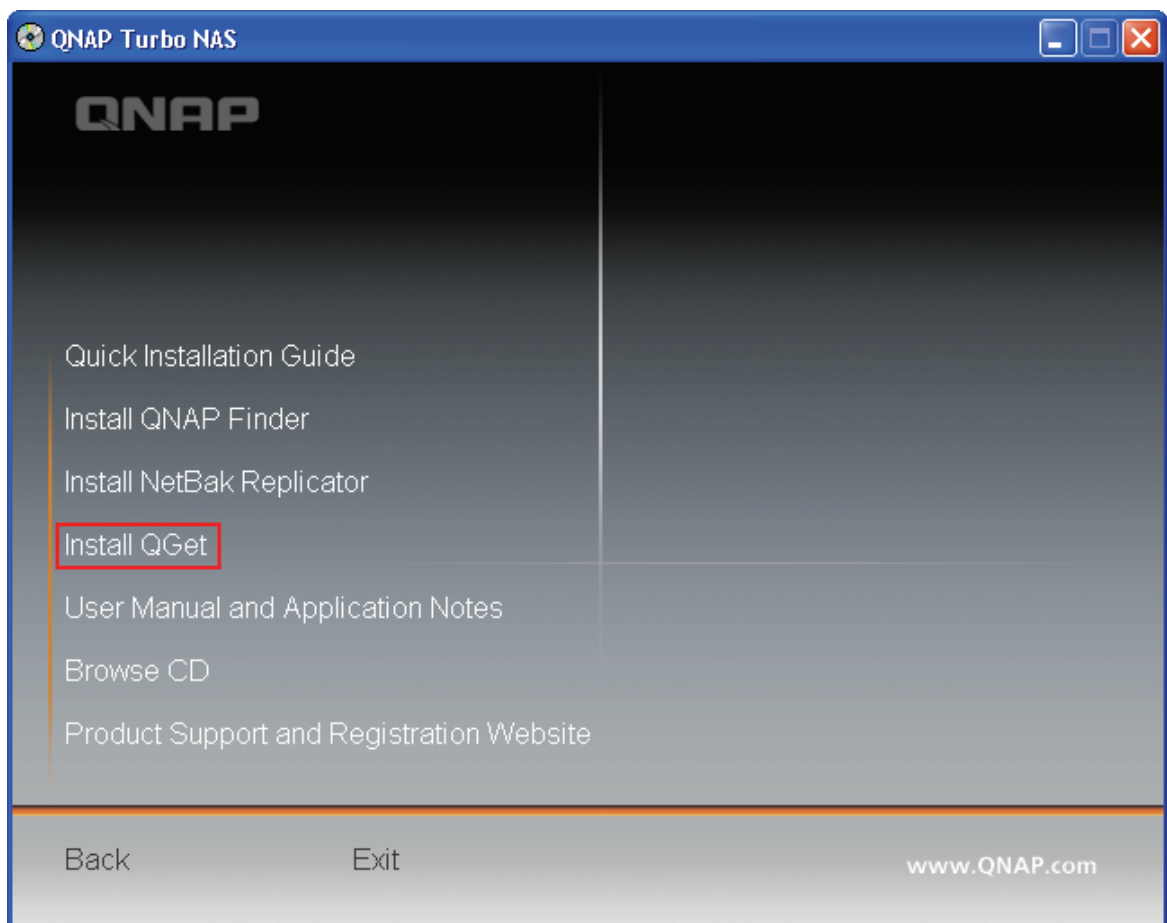 QNAP Turbo NAS
QNAP
Quick Installation Guide
Install QNAP Finder
Install NetBak Replicator
Install QGet
User Manual and Application Notes
Browse CD
Product Support and Registration Website
Back Exit www.QNAP.com